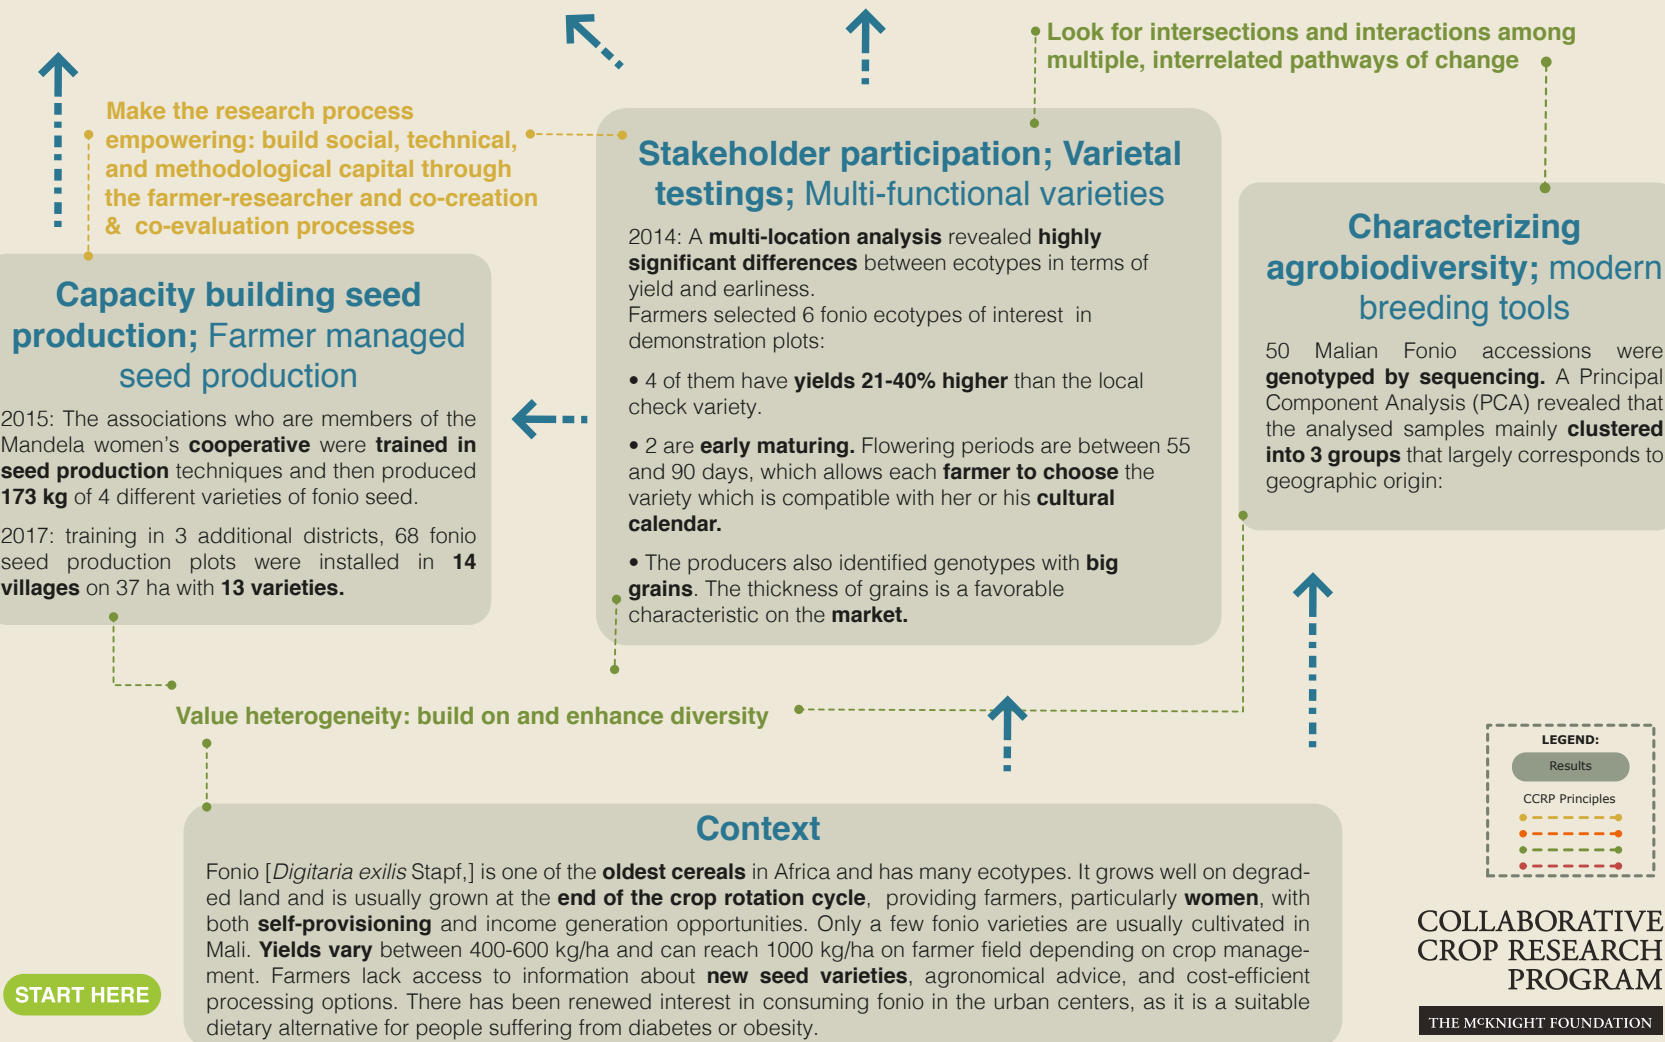 Look for intersections and interactions among
multiple, interrelated pathways of change
Make the research process
empowering: build social, technical,
and methodological capital through
the farmer-researcher and co-creation
& co-evaluation processes
Stakeholder participation; Varietal
testings; Multi-functional varieties
2014: A multi-location analysis revealed highly
significant differences between ecotypes in terms of
yield and earliness.
Farmers selected 6 fonio ecotypes of interest in
demonstration plots:
• 4 of them have yields 21-40% higher than the local
check variety.
• 2 are early maturing. Flowering periods are between 55
and 90 days, which allows each farmer to choose the
variety which is compatible with her or his cultural
calendar.
• The producers also identified genotypes with big
grains. The thickness of grains is a favorable
characteristic on the market.
Characterizing
agrobiodiversity; modern
breeding tools
50 Malian Fonio accessions were
genotyped by sequencing. A Principal
Component Analysis (PCA) revealed that
the analysed samples mainly clustered
into 3 groups that largely corresponds to
geographic origin:
Capacity building seed
production; Farmer managed
seed production
2015: The associations who are members of the
Mandela women's cooperative were trained in
seed production techniques and then produced
173 kg of 4 different varieties of fonio seed.
2017: training in 3 additional districts, 68 fonio
seed production plots were installed in 14
villages on 37 ha with 13 varieties.
Value heterogeneity: build on and enhance diversity
LEGEND:
Results
CCRP Principles
Context
Fonio [Digitaria exilis Stapf,] is one of the oldest cereals in Africa and has many ecotypes. It grows well on degrad-
ed land and is usually grown at the end of the crop rotation cycle, providing farmers, particularly women, with
both self-provisioning and income generation opportunities. Only a few fonio varieties are usually cultivated in
Mali. Yields vary between 400-600 kg/ha and can reach 1000 kg/ha on farmer field depending on crop manage-
ment. Farmers lack access to information about new seed varieties, agronomical advice, and cost-efficient
processing options. There has been renewed interest in consuming fonio in the urban centers, as it is a suitable
dietary alternative for people suffering from diabetes or obesity.
START HERE
COLLABORATIVE
CROP RESEARCH
PROGRAM
THE McKNIGHT FOUNDATION